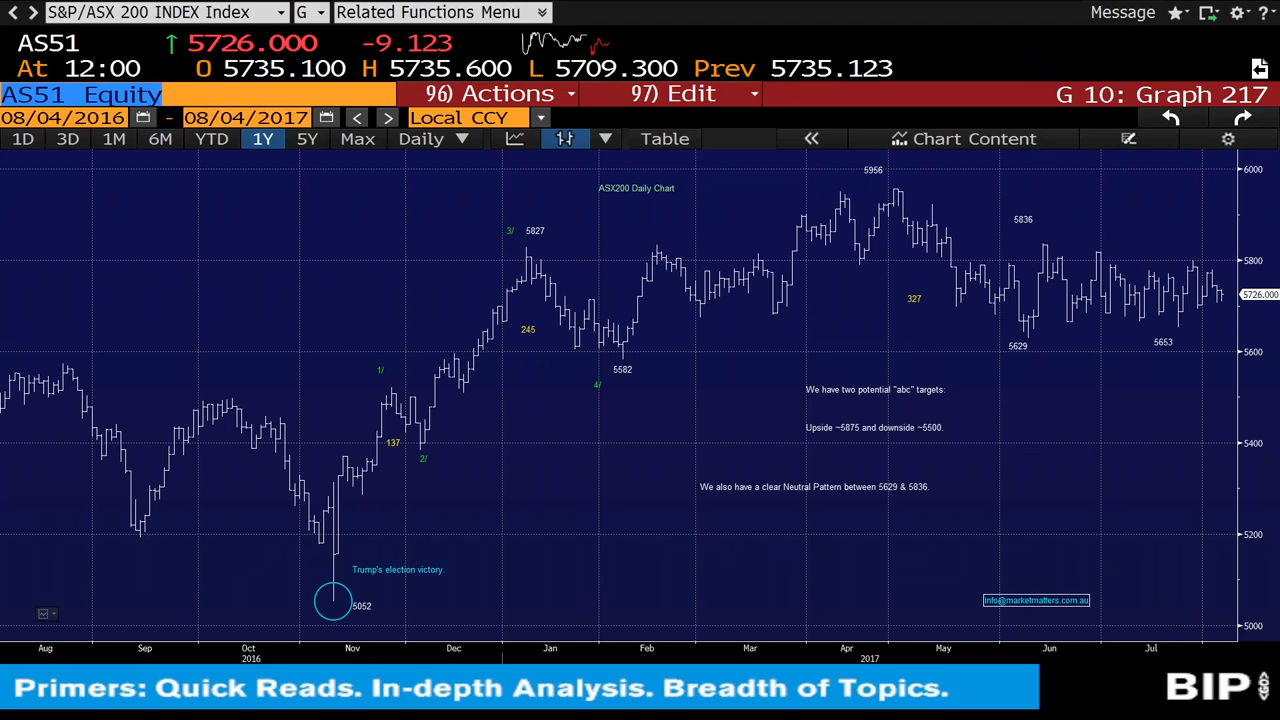 S&P/ASX 200 INDEX Index G Related Functions Menu Message ?
AS51 5726.000 -9.123
At 12:00 O 5735.100 H 5735.600 L 5709.300 Prev 5735.123
AS51 Equity 96) Actions 97) Edit G 10: Graph 217
08/04/2016 - 08/04/2017 Local CCY
1D 3D 1M 6M YTD 1Y 5Y Max Daily Table Chart Content
5956
6000
ASX200 Daily Chart
5836
3/ 5827
5800
5726.000
327
245
5653
5629
5600
1/
5582
4/
We have two potential "abc" targets:
Upside ~5875 and downside ~5500.
137
5400
2/
We also have a clear Neutral Pattern between 5629 & 5836.
5200
Trump's election victory.
5052
info@marketmatters.com.au
5000
Aug Sep Oct Nov Dec Jan Feb Mar Apr May Jun Jul
2016 2017
Primers: Quick Reads. In-depth Analysis. Breadth of Topics.
BIP